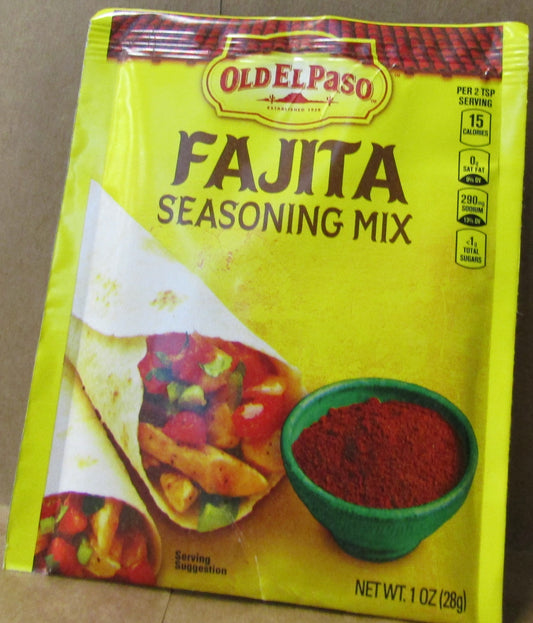 OLD EL PASO
ESTABLISHED 1938
FAJITA
SEASONING MIX
PER 2 TSP
SERVING
15
CALORIES
0g
SAT FAT
0% DV
290mg
SODIUM
13% DV
<1g
TOTAL
SUGARS
Serving
Suggestion
NET WT. 1 OZ (28g)